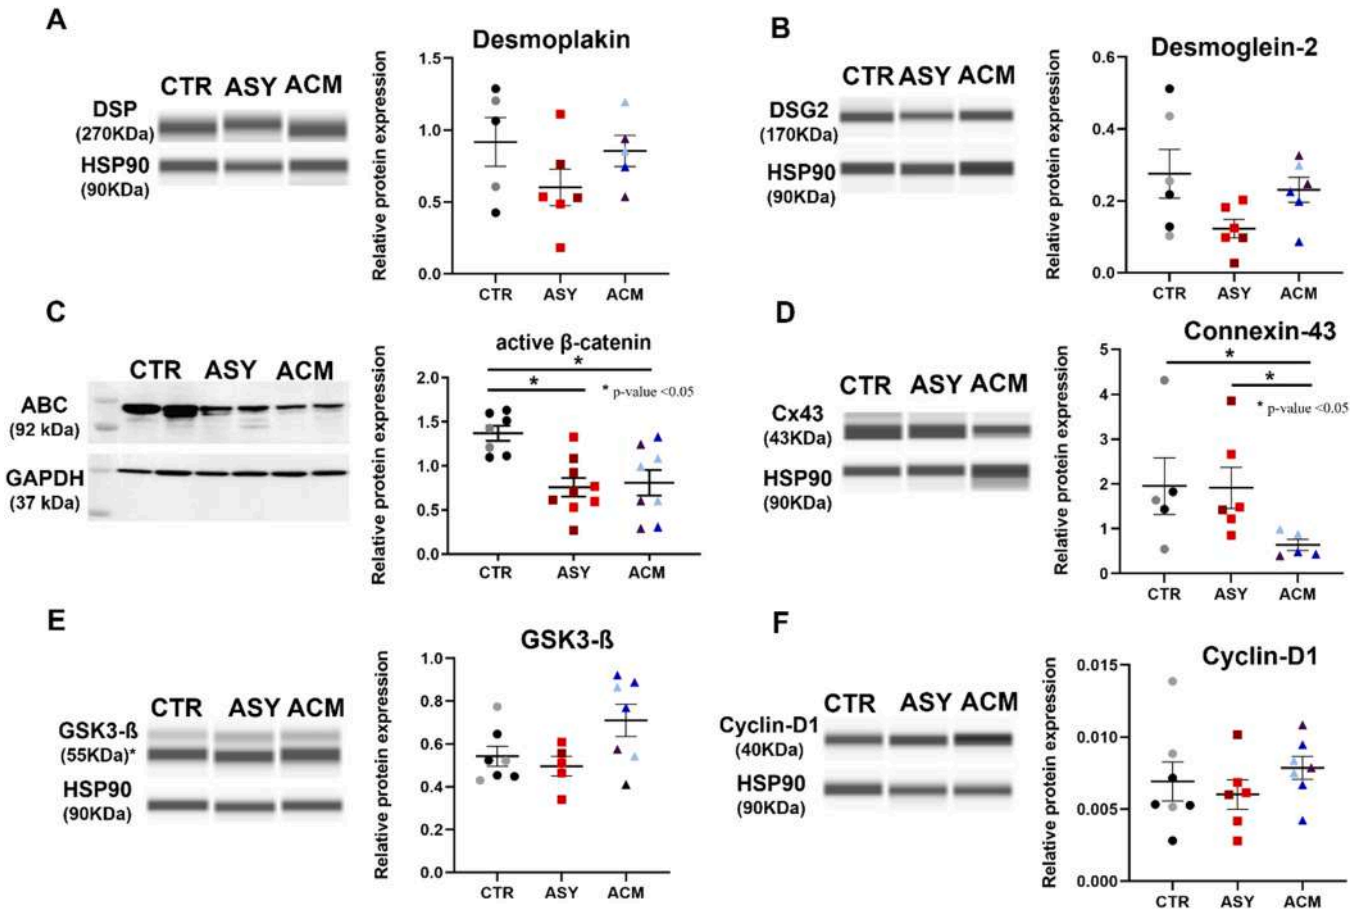 A
Desmoplakin
CTR ASY ACM
DSP
(270KDa)
HSP90
(90KDa)
Relative protein expression
1.5
1.0
0.5
0.0
CTR ASY ACM
B
Desmoglein-2
CTR ASY ACM
DSG2
(170KDa)
HSP90
(90KDa)
Relative protein expression
0.6
0.4
0.2
0.0
CTR ASY ACM
C
active β-catenin
CTR ASY ACM
ABC
(92 kDa)
GAPDH
(37 kDa)
Relative protein expression
2.0
1.5
1.0
0.5
0.0
*
*
* p-value <0.05
CTR ASY ACM
D
Connexin-43
CTR ASY ACM
Cx43
(43KDa)
HSP90
(90KDa)
Relative protein expression
5
4
3
2
1
0
*
*
* p-value <0.05
CTR ASY ACM
E
GSK3-ß
CTR ASY ACM
GSK3-ß
(55KDa)*
HSP90
(90KDa)
Relative protein expression
1.0
0.8
0.6
0.4
0.2
0.0
CTR ASY ACM
F
Cyclin-D1
CTR ASY ACM
Cyclin-D1
(40KDa)
HSP90
(90KDa)
Relative protein expression
0.015
0.010
0.005
0.000
CTR ASY ACM